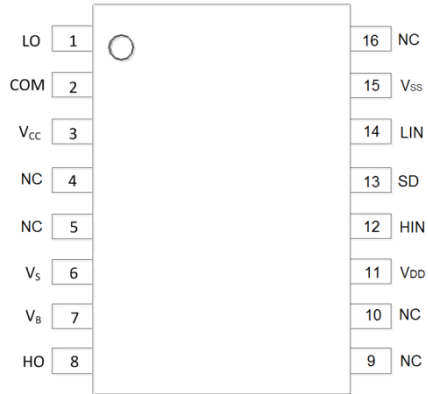 LO 1 16 NC
COM 2 15 VSS
VCC 3 14 LIN
NC 4 13 SD
NC 5 12 HIN
VS 6 11 VDD
VB 7 10 NC
HO 8 9 NC